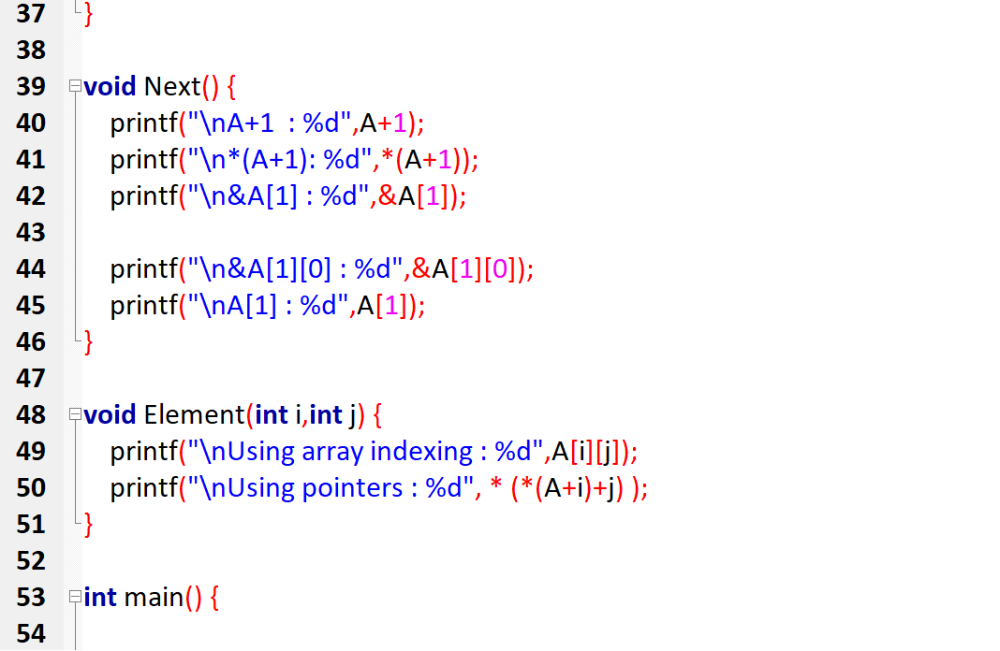 37 }
38
39 void Next() {
40 printf("\nA+1  : %d",A+1);
41 printf("\n*(A+1): %d",*(A+1));
42 printf("\n&A[1] : %d",&A[1]);
43
44 printf("\n&A[1][0] : %d",&A[1][0]);
45 printf("\nA[1] : %d",A[1]);
46 }
47
48 void Element(int i,int j) {
49 printf("\nUsing array indexing : %d",A[i][j]);
50 printf("\nUsing pointers : %d", * (*(A+i)+j) );
51 }
52
53 int main() {
54